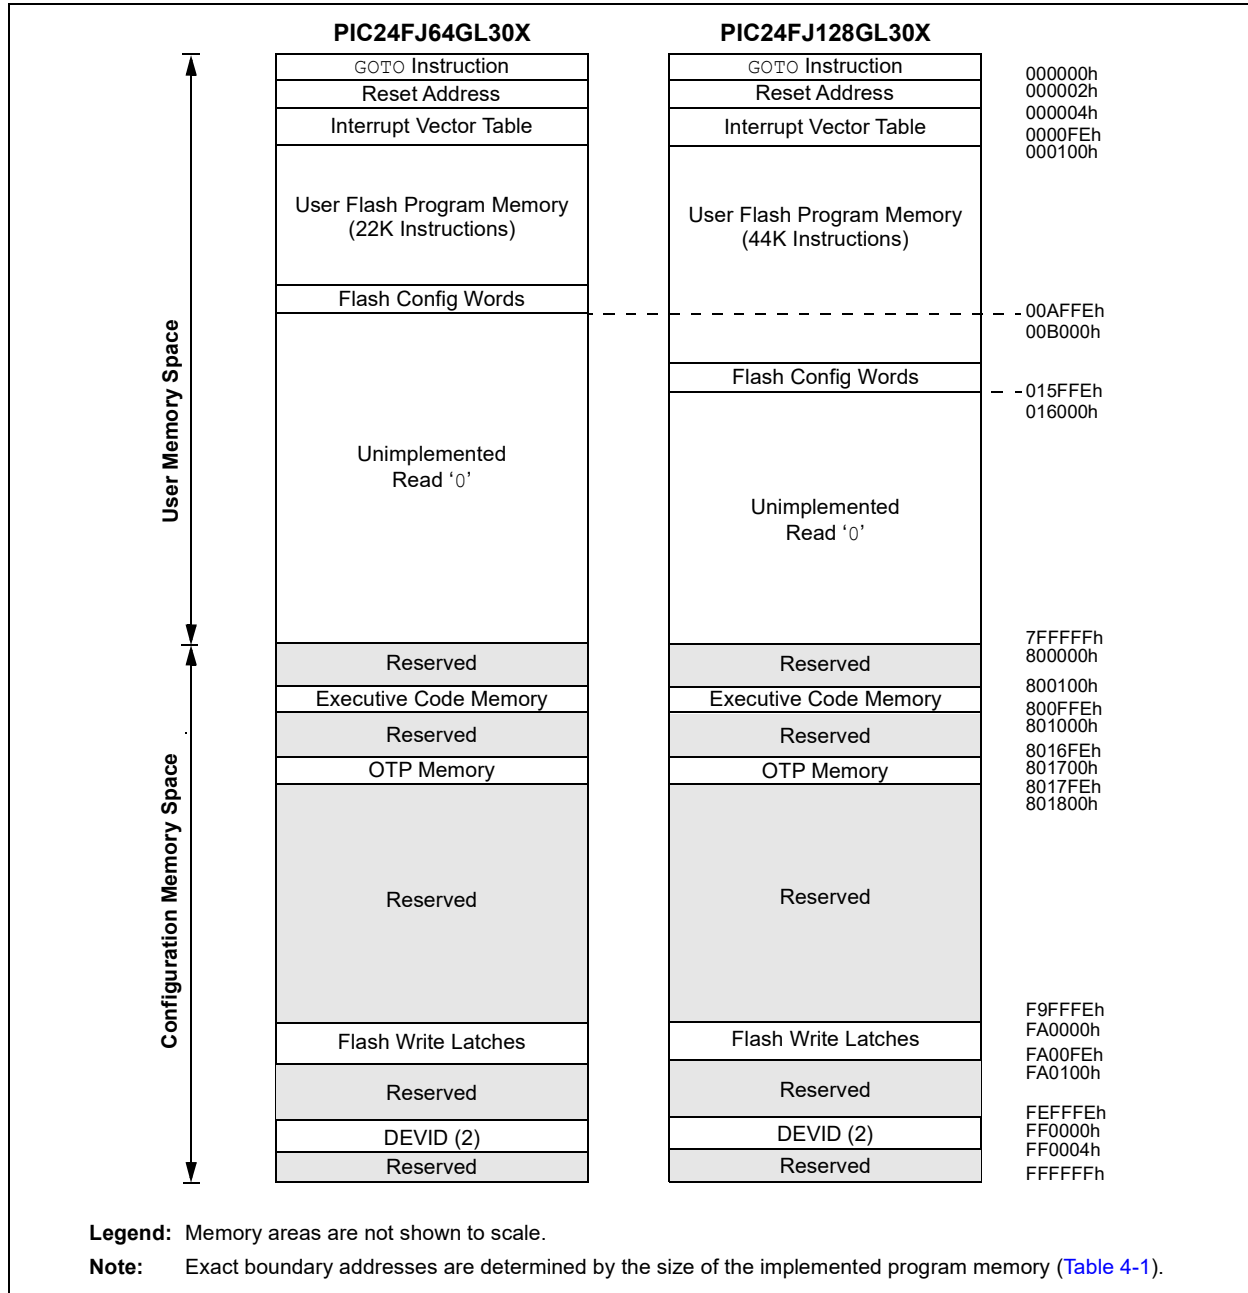 PIC24FJ64GL30X
PIC24FJ128GL30X
GOTO Instruction
Reset Address
Interrupt Vector Table
User Flash Program Memory
(22K Instructions)
Flash Config Words
Unimplemented
Read ‘0’
Reserved
Executive Code Memory
Reserved
OTP Memory
Reserved
Flash Write Latches
Reserved
DEVID (2)
Reserved
GOTO Instruction
Reset Address
Interrupt Vector Table
User Flash Program Memory
(44K Instructions)
Flash Config Words
Unimplemented
Read ‘0’
Reserved
Executive Code Memory
Reserved
OTP Memory
Reserved
Flash Write Latches
Reserved
DEVID (2)
Reserved
000000h
000002h
000004h
0000FEh
000100h
00AFFEh
00B000h
015FFEh
016000h
7FFFFFh
800000h
800100h
800FFEh
801000h
8016FEh
801700h
8017FEh
801800h
F9FFFEh
FA0000h
FA00FEh
FA0100h
FEFFFEh
FF0000h
FF0004h
FFFFFFh
User Memory Space
Configuration Memory Space
Legend: Memory areas are not shown to scale.
Note: Exact boundary addresses are determined by the size of the implemented program memory (Table 4-1).